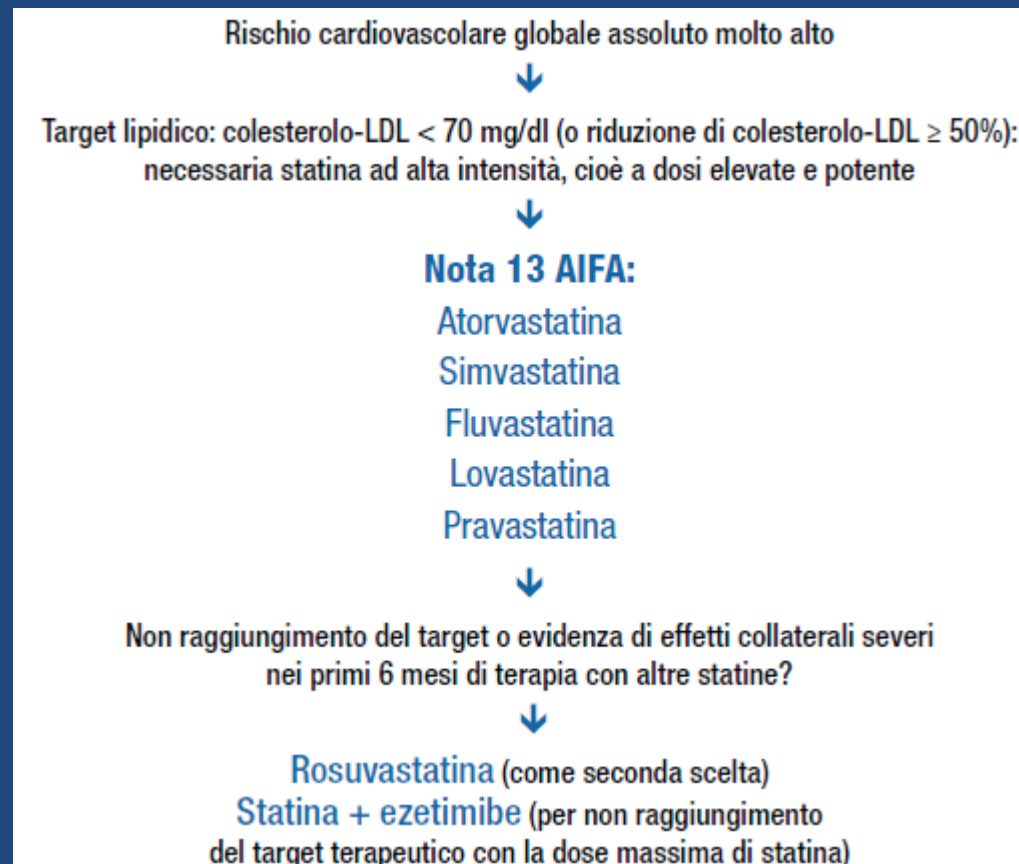 Rischio cardiovascolare globale assoluto molto alto
Target lipidico: colesterolo-LDL < 70 mg/dl (o riduzione di colesterolo-LDL ≥ 50%):
necessaria statina ad alta intensità, cioè a dosi elevate e potente
Nota 13 AIFA:
Atorvastatina
Simvastatina
Fluvastatina
Lovastatina
Pravastatina
Non raggiungimento del target o evidenza di effetti collaterali severi
nei primi 6 mesi di terapia con altre statine?
Rosuvastatina (come seconda scelta)
Statina + ezetimibe (per non raggiungimento
del target terapeutico con la dose massima di statina)